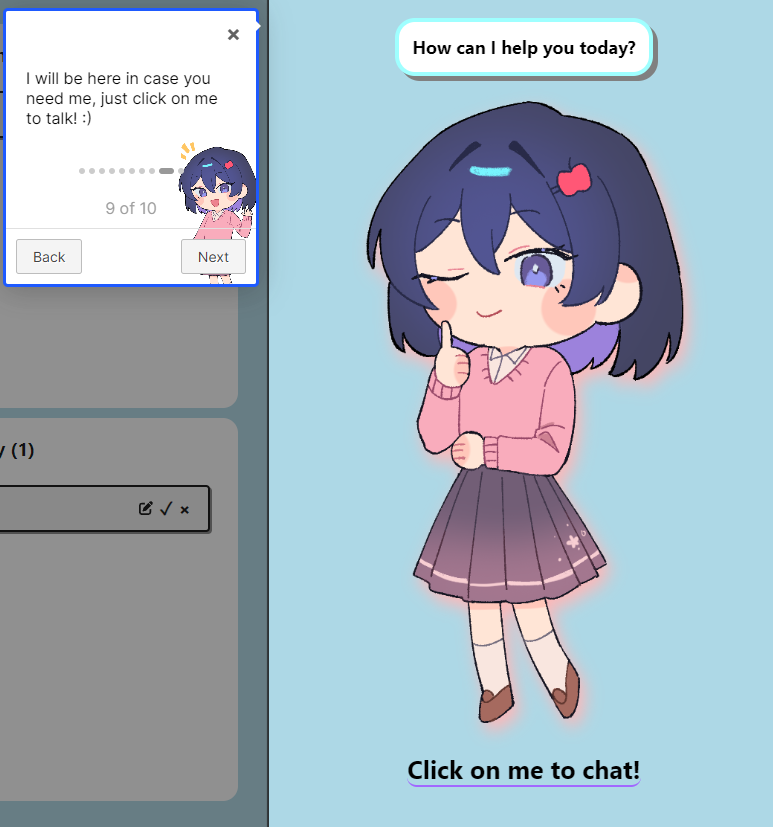 ×
I will be here in case you
need me, just click on me
to talk! :)
9 of 10
Back
Next
(1)
How can I help you today?
Click on me to chat!